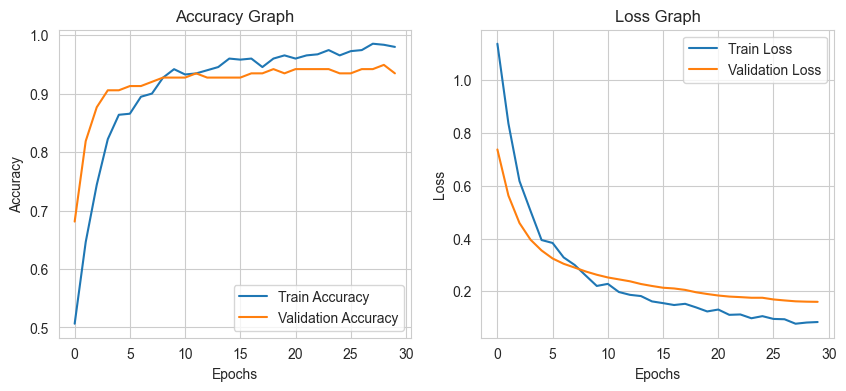 Accuracy Graph
1.0
0.9
0.8
0.7
0.6
0.5
Accuracy
0 5 10 15 20 25 30
Epochs
Train Accuracy
Validation Accuracy
Loss Graph
1.0
0.8
0.6
0.4
0.2
Loss
0 5 10 15 20 25 30
Epochs
Train Loss
Validation Loss